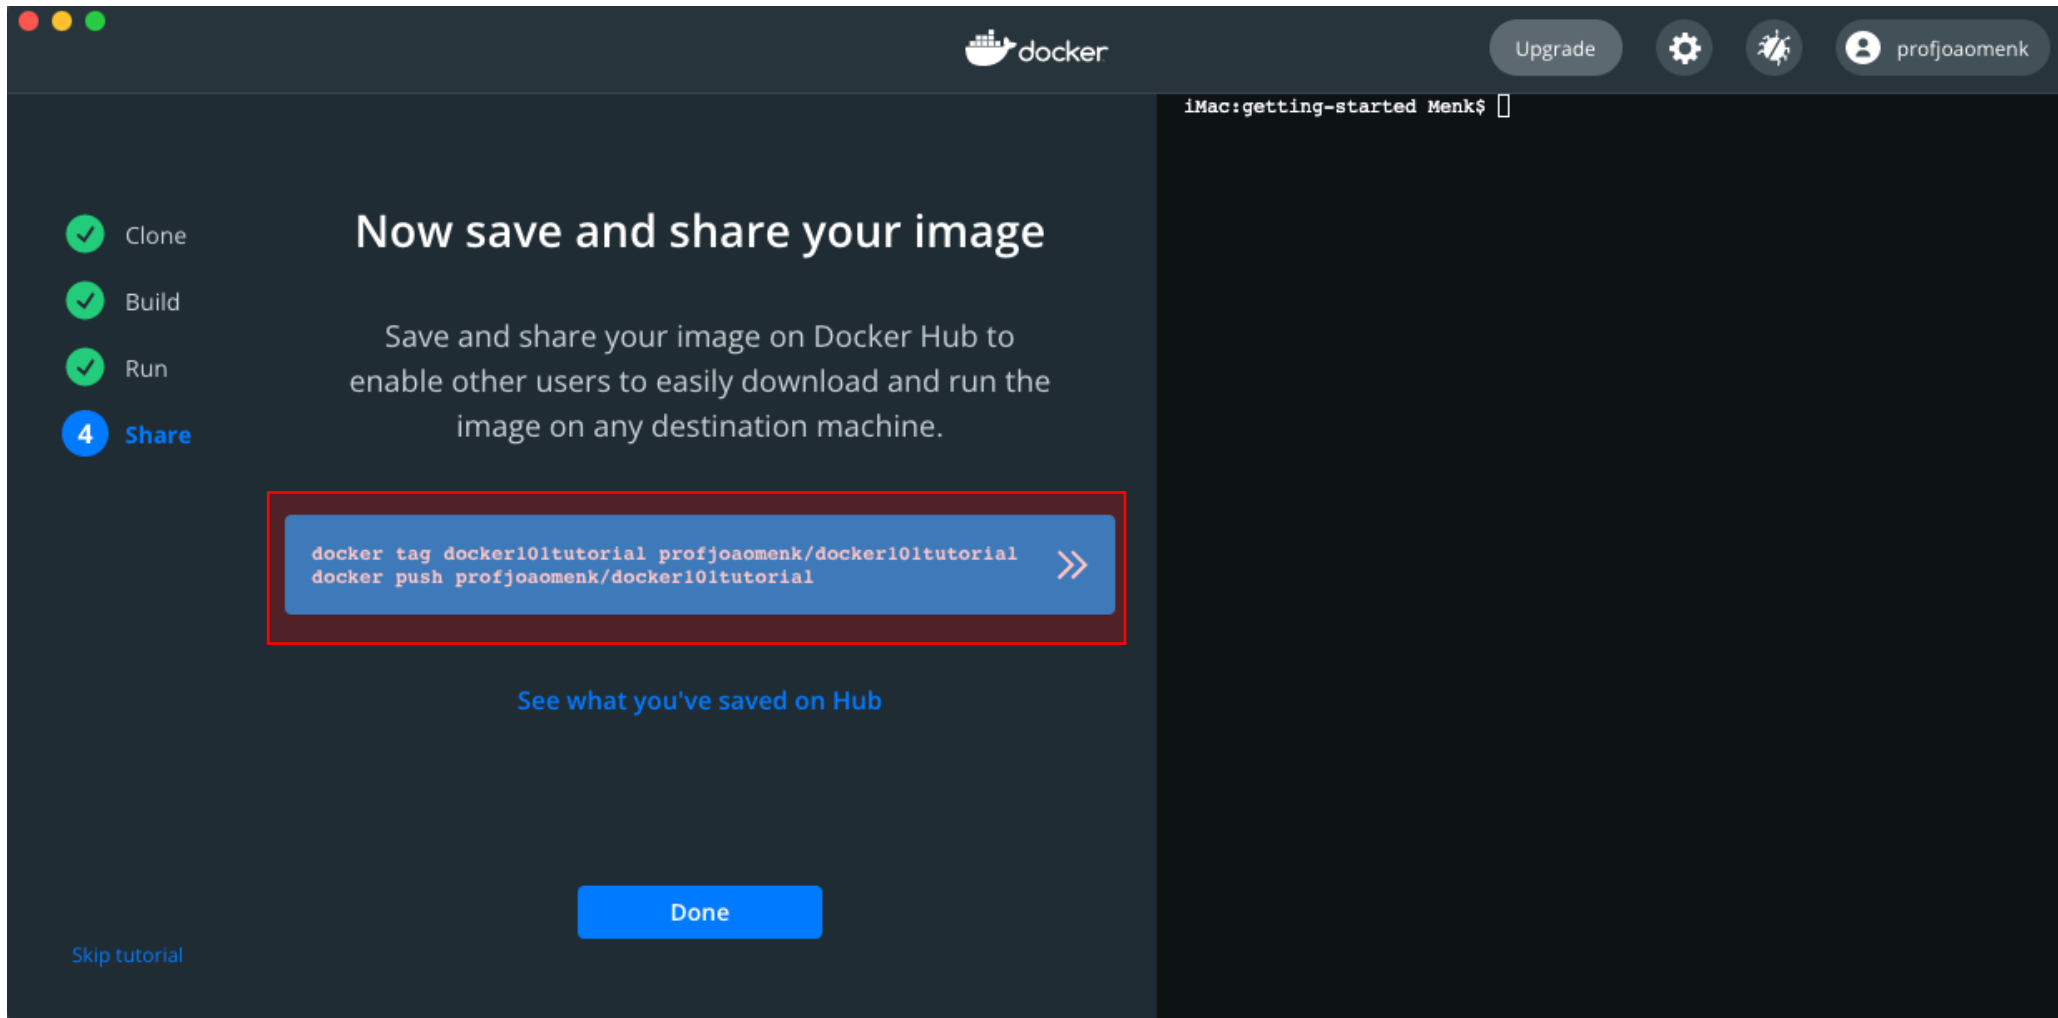 docker
Upgrade
profjoaomenk
iMac:getting-started Menk$
Clone
Build
Run
4 Share
Now save and share your image
Save and share your image on Docker Hub to
enable other users to easily download and run the
image on any destination machine.
docker tag docker101tutorial profjoaomenk/docker101tutorial
docker push profjoaomenk/docker101tutorial
See what you've saved on Hub
Done
Skip tutorial